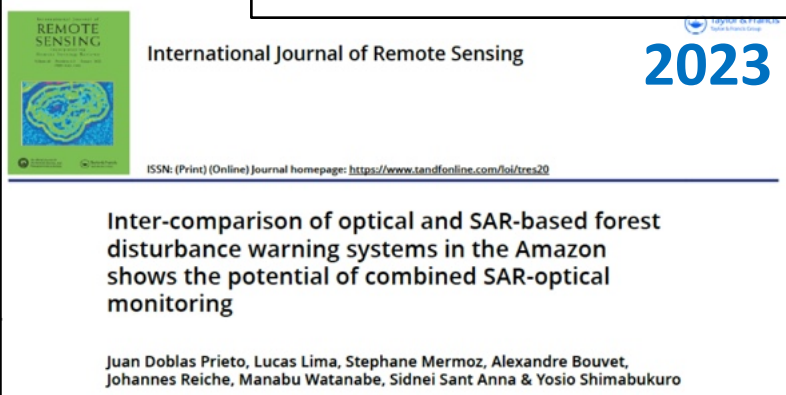 REMOTE
SENSING
Taylor & Francis
Taylor & Francis Group
International Journal of Remote Sensing
2023
ISSN: (Print) (Online) Journal homepage: https://www.tandfonline.com/loi/tres20
Inter-comparison of optical and SAR-based forest
disturbance warning systems in the Amazon
shows the potential of combined SAR-optical
monitoring
Juan Doblas Prieto, Lucas Lima, Stephane Mermoz, Alexandre Bouvet,
Johannes Reiche, Manabu Watanabe, Sidnei Sant Anna & Yosio Shimabukuro